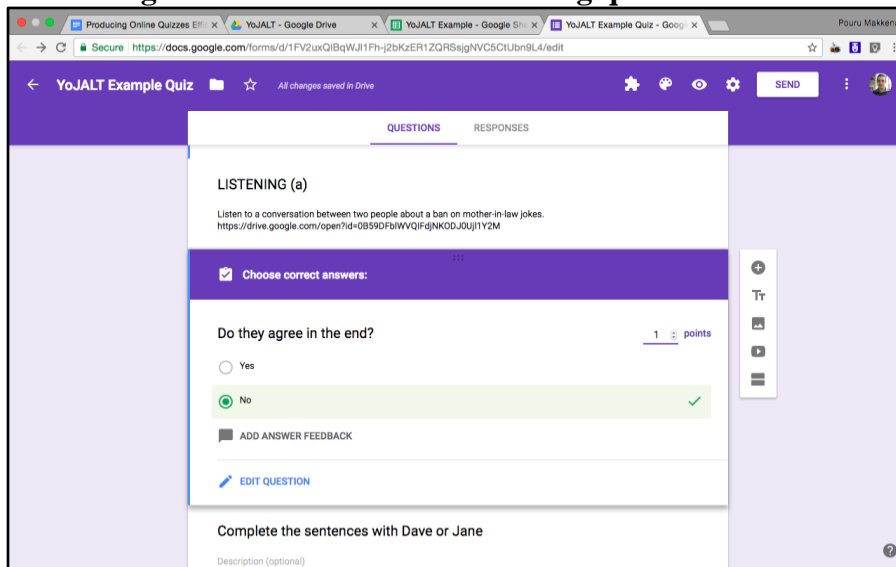 Producing Online Quizzes Effic × YoJALT - Google Drive × YoJALT Example - Google She × YoJALT Example Quiz - Googl × Pouru Makken
Secure https://docs.google.com/forms/d/1FV2uxQIBqWJI1Fh-j2bKzER1ZQRSsjgNVC5CtUbn9L4/edit
YoJALT Example Quiz All changes saved in Drive SEND
QUESTIONS RESPONSES
LISTENING (a)
Listen to a conversation between two people about a ban on mother-in-law jokes.
https://drive.google.com/open?id=0B59DFbIWVQIFdjNKODJ0UjI1Y2M
Choose correct answers:
Tт
Do they agree in the end? 1 points
Yes
No
ADD ANSWER FEEDBACK
EDIT QUESTION
Complete the sentences with Dave or Jane
Description (optional)